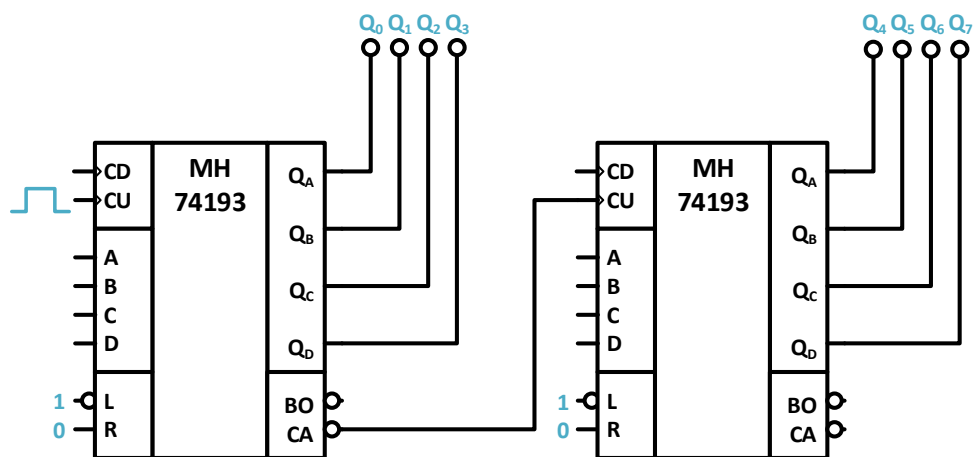 Q0 Q1 Q2 Q3
Q4 Q5 Q6 Q7
CD
CU
MH
74193
QA
QB
QC
QD
A
B
C
D
1 L
0 R
BO
CA
CD
CU
MH
74193
QA
QB
QC
QD
A
B
C
D
1 L
0 R
BO
CA